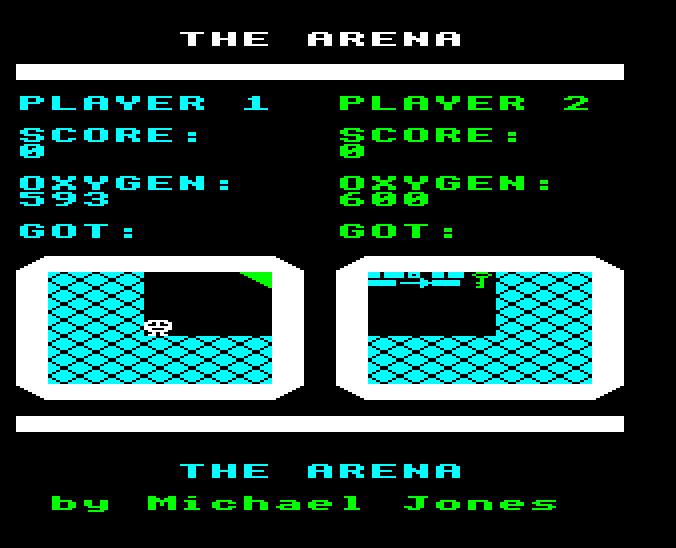 THE ARENA
PLAYER 1
SCORE:
0
OXYGEN:
593
GOT:
PLAYER 2
SCORE:
0
OXYGEN:
600
GOT:
THE ARENA
by Michael Jones